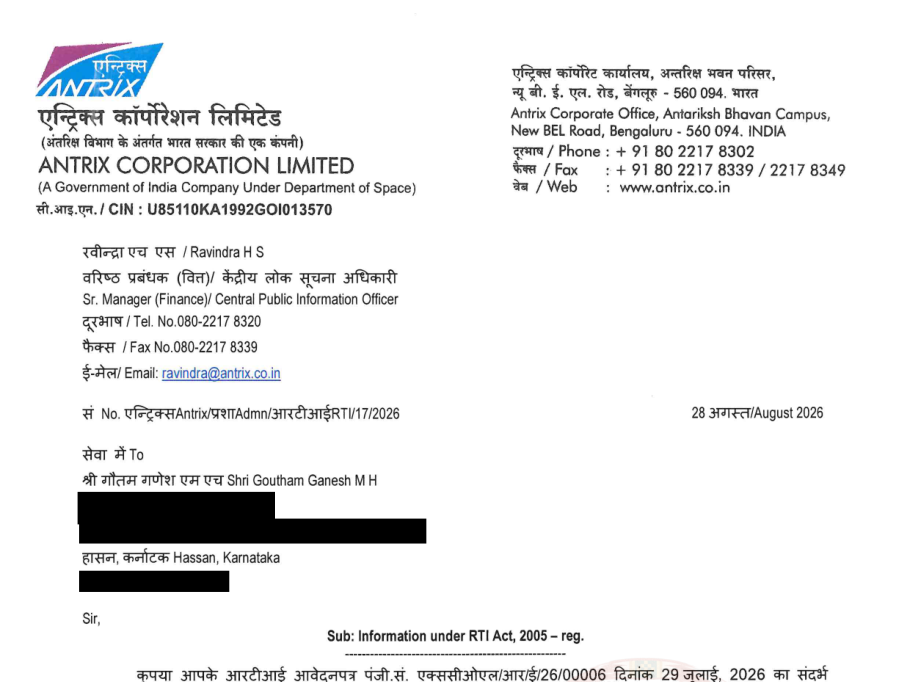 एन्ट्रिक्स
ANTRIX
एन्ट्रिक्स कॉर्पोरेशन लिमिटेड
(अंतरिक्ष विभाग के अंतर्गत भारत सरकार की एक कंपनी)
ANTRIX CORPORATION LIMITED
(A Government of India Company Under Department of Space)
सी.आइ.एन. / CIN : U85110KA1992GOI013570
एन्ट्रिक्स कॉर्पोरेट कार्यालय, अन्तरिक्ष भवन परिसर,
न्यू बी. ई. एल. रोड, बेंगलूरु - 560 094. भारत
Antrix Corporate Office, Antariksh Bhavan Campus,
New BEL Road, Bengaluru - 560 094. INDIA
दूरभाष / Phone : + 91 80 2217 8302
फैक्स / Fax : + 91 80 2217 8339 / 2217 8349
वेब / Web : www.antrix.co.in
रवीन्द्रा एच एस / Ravindra H S
वरिष्ठ प्रबंधक (वित्त)/ केंद्रीय लोक सूचना अधिकारी
Sr. Manager (Finance)/ Central Public Information Officer
दूरभाष / Tel. No.080-2217 8320
फैक्स / Fax No.080-2217 8339
ई-मेल/ Email: ravindra@antrix.co.in
सं No. एन्ट्रिक्सAntrix/प्रशाAdmn/आरटीआईRTI/17/2026
28 अगस्त/August 2026
सेवा में To
श्री गौतम गणेश एम एच Shri Goutham Ganesh M H
हासन, कर्नाटक Hassan, Karnataka
Sir,
Sub: Information under RTI Act, 2005 – reg.
कृपया आपके आरटीआई आवेदनपत्र पंजी.सं. एक्ससीओएल/आर/ई/26/00006 दिनांक 29 जुलाई, 2026 का संदर्भ